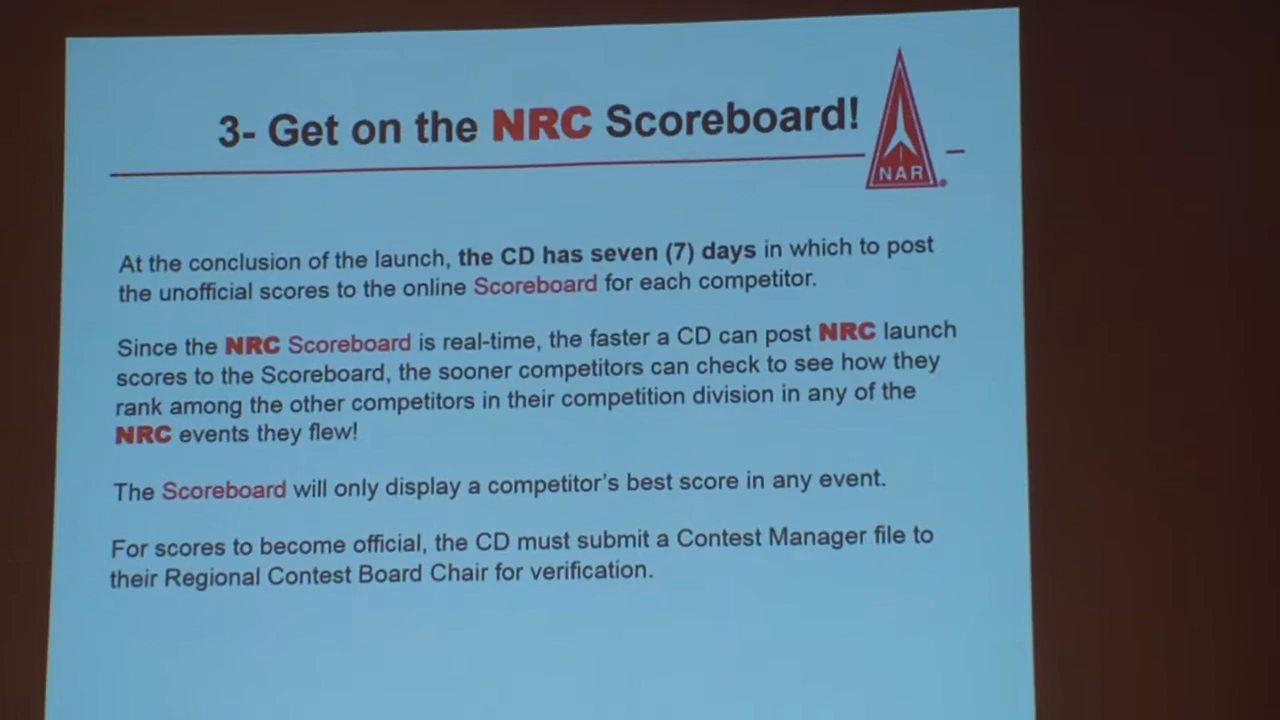 3- Get on the NRC Scoreboard!
NAR
At the conclusion of the launch, the CD has seven (7) days in which to post
the unofficial scores to the online Scoreboard for each competitor.
Since the NRC Scoreboard is real-time, the faster a CD can post NRC launch
scores to the Scoreboard, the sooner competitors can check to see how they
rank among the other competitors in their competition division in any of the
NRC events they flew!
The Scoreboard will only display a competitor's best score in any event.
For scores to become official, the CD must submit a Contest Manager file to
their Regional Contest Board Chair for verification.